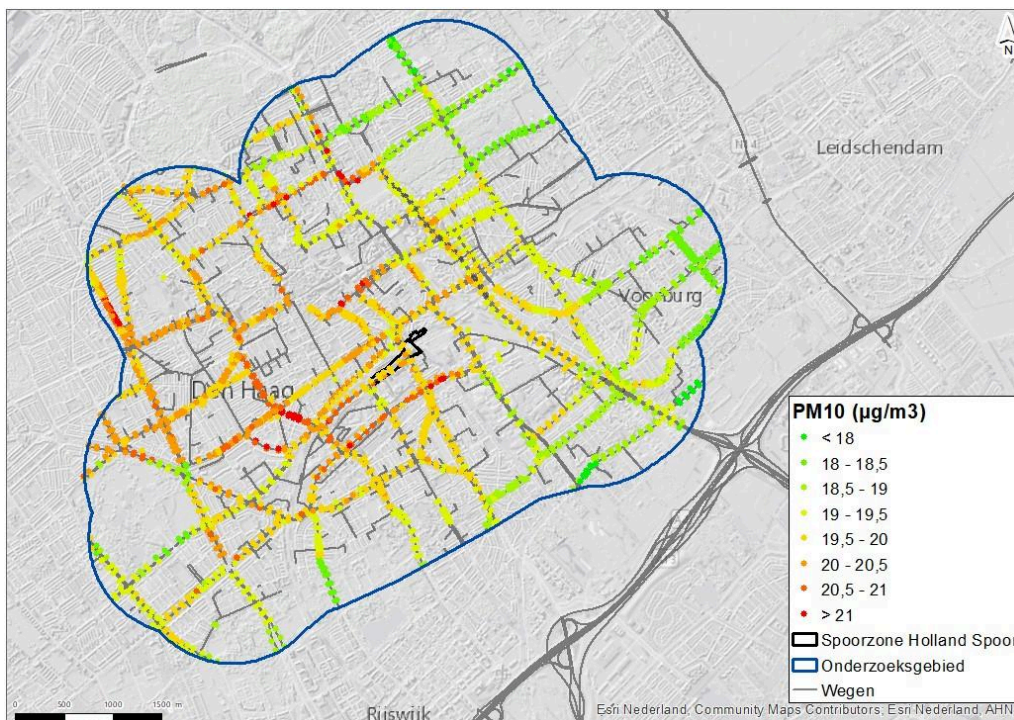 N
N14
Leidschendam
Voorburg
Den Haag
Rijswijk
PM10 (µg/m3)
< 18
18 - 18,5
18,5 - 19
19 - 19,5
19,5 - 20
20 - 20,5
20,5 - 21
> 21
Spoorzone Holland Spoor
Onderzoeksgebied
Wegen
0 500 1000 1500 m
Esri Nederland, Community Maps Contributors, Esri Nederland, AHN